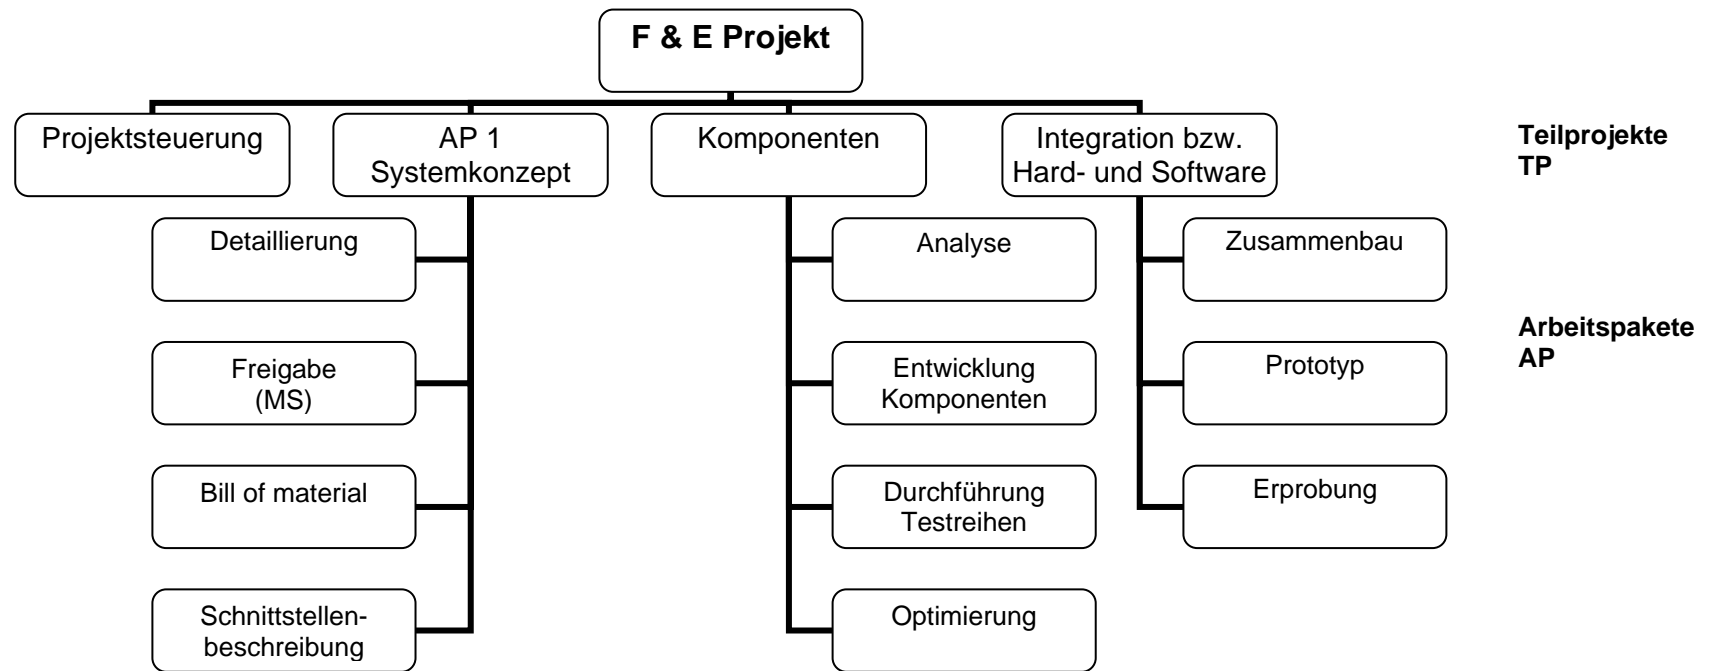 F & E Projekt
Projektsteuerung
AP 1
Systemkonzept
Komponenten
Integration bzw.
Hard- und Software
Teilprojekte
TP
Detaillierung
Analyse
Zusammenbau
Arbeitspakete
AP
Freigabe
(MS)
Entwicklung
Komponenten
Prototyp
Bill of material
Durchführung
Testreihen
Erprobung
Schnittstellen-
beschreibung
Optimierung